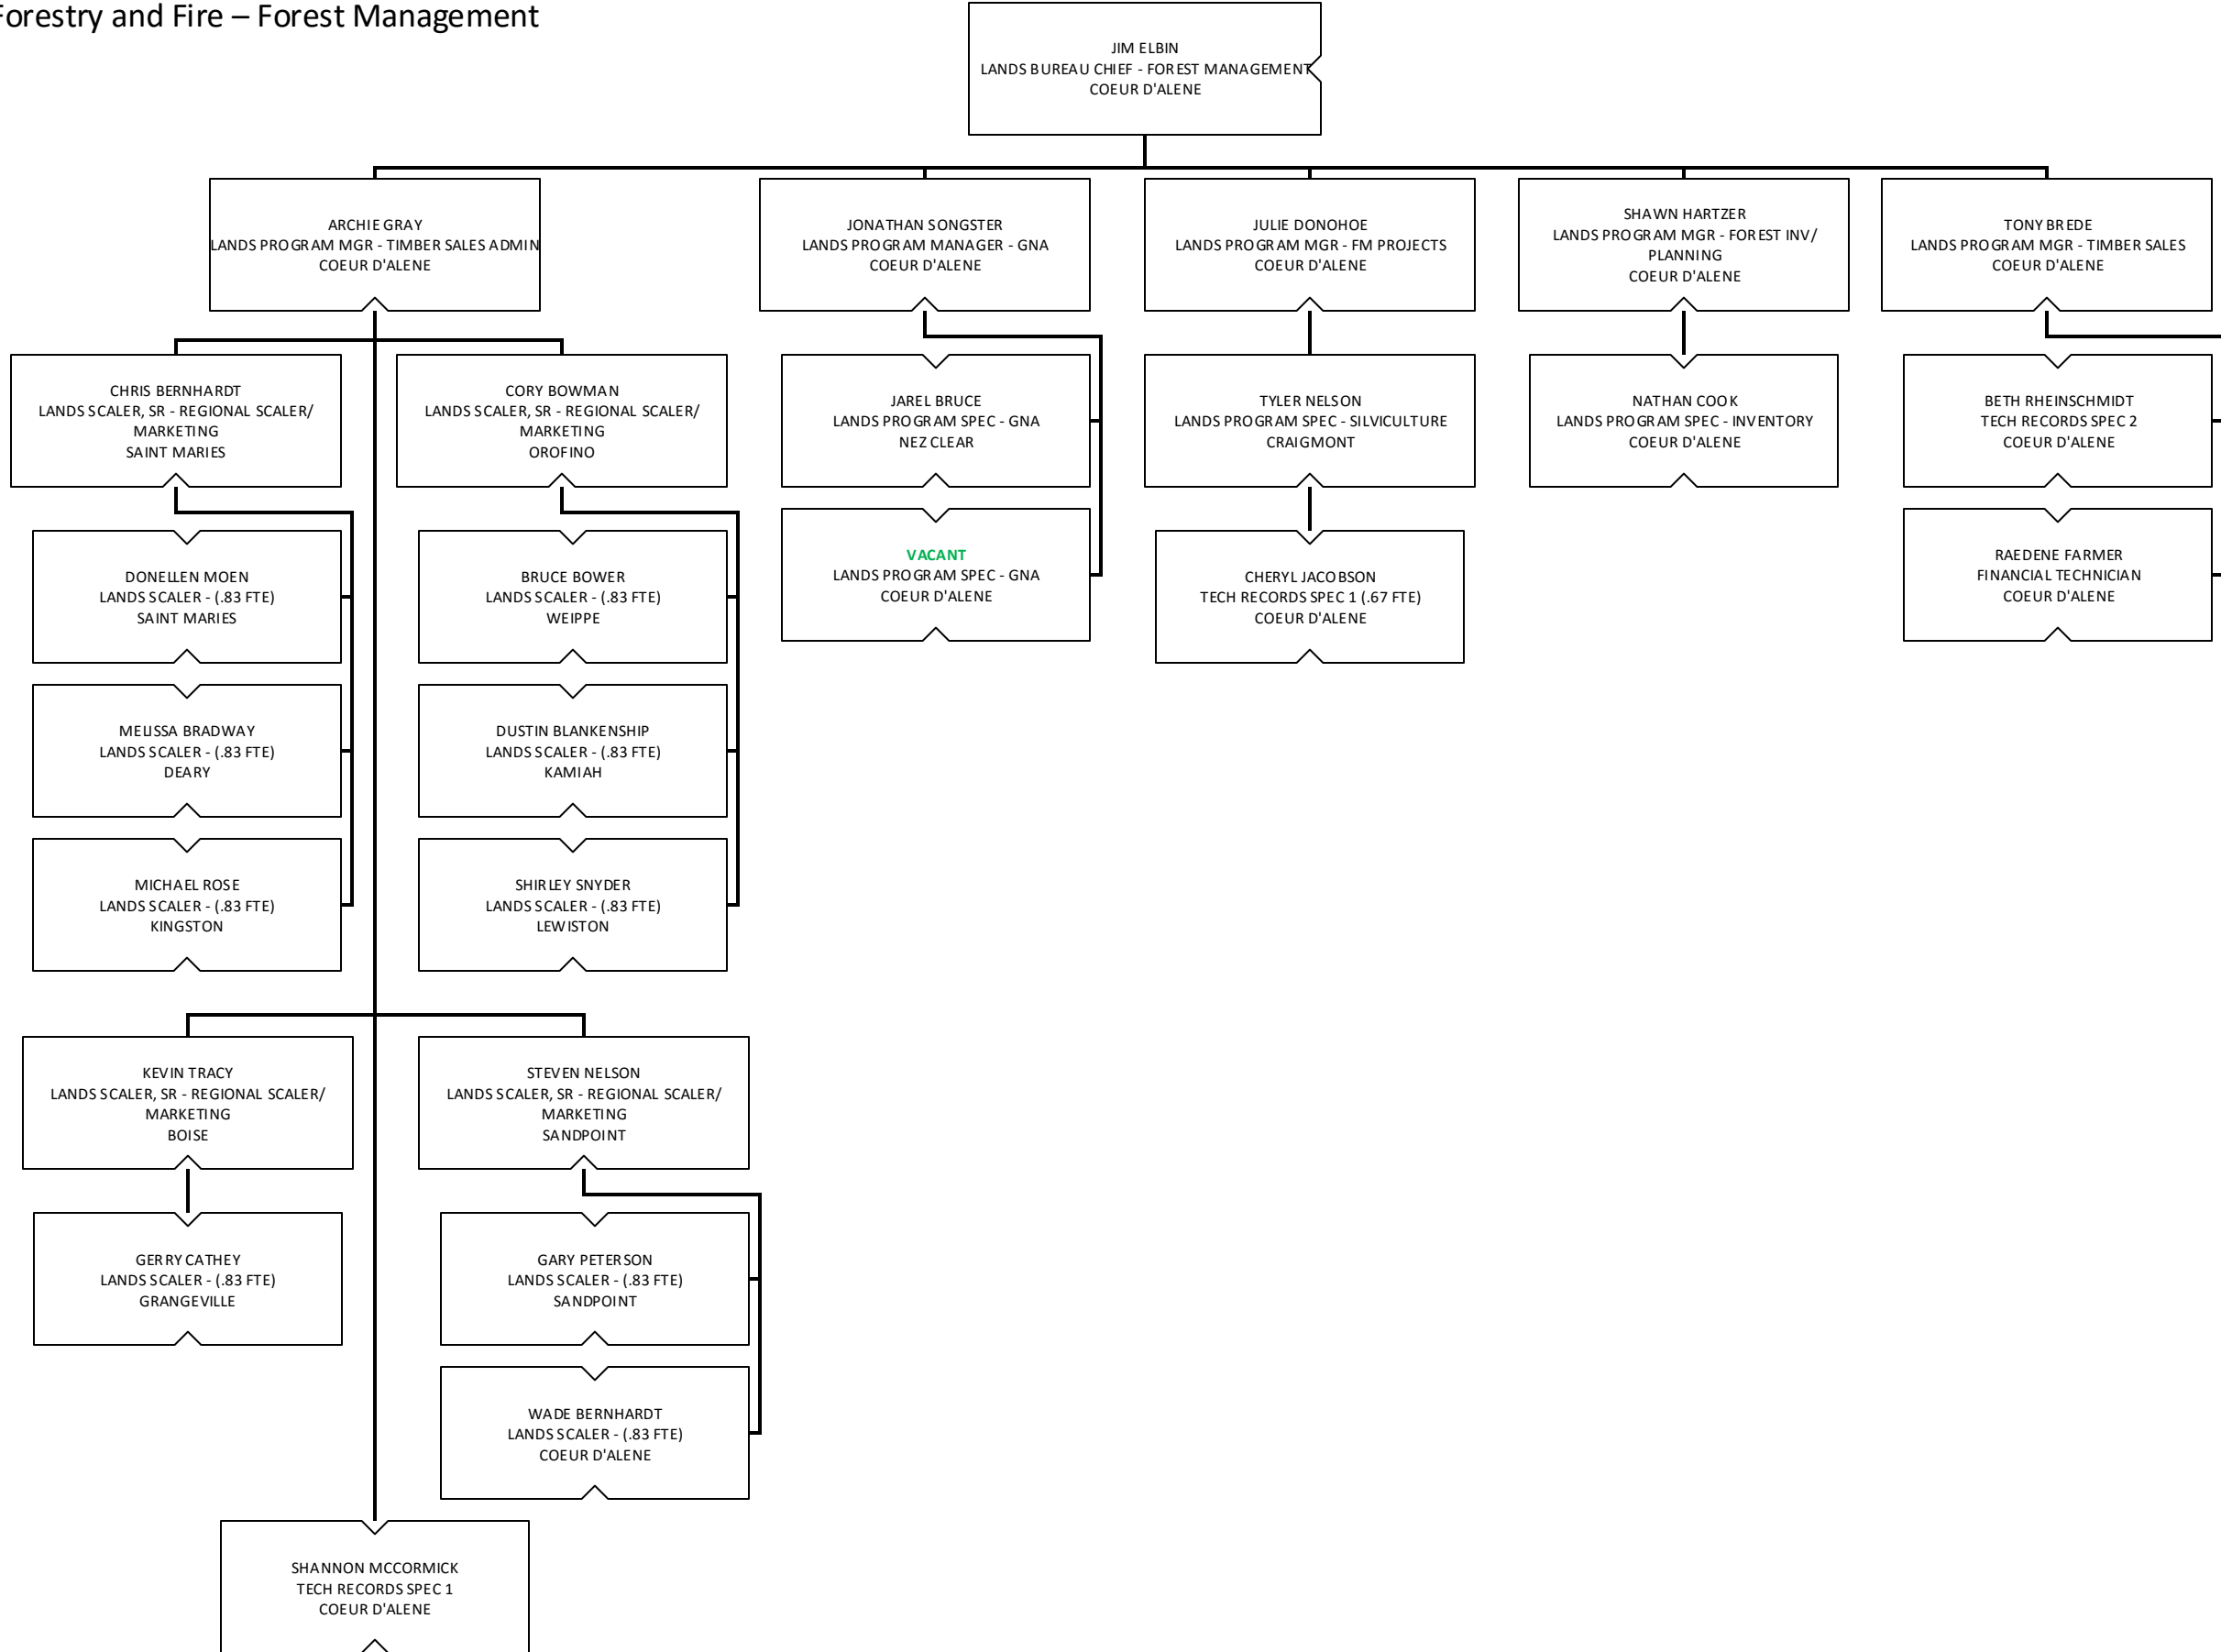 Forestry and Fire – Forest Management
JIM ELBIN
LANDS BUREAU CHIEF - FOREST MANAGEMENT
COEUR D'ALENE
ARCHIE GRAY
LANDS PROGRAM MGR - TIMBER SALES ADMIN
COEUR D'ALENE
JONATHAN SONGSTER
LANDS PROGRAM MANAGER - GNA
COEUR D'ALENE
JULIE DONOHOE
LANDS PROGRAM MGR - FM PROJECTS
COEUR D'ALENE
SHAWN HARTZER
LANDS PROGRAM MGR - FOREST INV/
PLANNING
COEUR D'ALENE
TONY BREDE
LANDS PROGRAM MGR - TIMBER SALES
COEUR D'ALENE
CHRIS BERNHARDT
LANDS SCALER, SR - REGIONAL SCALER/
MARKETING
SAINT MARIES
CORY BOWMAN
LANDS SCALER, SR - REGIONAL SCALER/
MARKETING
OROFINO
JAREL BRUCE
LANDS PROGRAM SPEC - GNA
NEZ CLEAR
TYLER NELSON
LANDS PROGRAM SPEC - SILVICULTURE
CRAIGMONT
NATHAN COOK
LANDS PROGRAM SPEC - INVENTORY
COEUR D'ALENE
BETH RHEINSCHMIDT
TECH RECORDS SPEC 2
COEUR D'ALENE
DONELLEN MOEN
LANDS SCALER - (.83 FTE)
SAINT MARIES
BRUCE BOWER
LANDS SCALER - (.83 FTE)
WEIPPE
VACANT
LANDS PROGRAM SPEC - GNA
COEUR D'ALENE
CHERYL JACOBSON
TECH RECORDS SPEC 1 (.67 FTE)
COEUR D'ALENE
RAEDENE FARMER
FINANCIAL TECHNICIAN
COEUR D'ALENE
MELISSA BRADWAY
LANDS SCALER - (.83 FTE)
DEARY
DUSTIN BLANKENSHIP
LANDS SCALER - (.83 FTE)
KAMIAH
MICHAEL ROSE
LANDS SCALER - (.83 FTE)
KINGSTON
SHIRLEY SNYDER
LANDS SCALER - (.83 FTE)
LEWISTON
KEVIN TRACY
LANDS SCALER, SR - REGIONAL SCALER/
MARKETING
BOISE
STEVEN NELSON
LANDS SCALER, SR - REGIONAL SCALER/
MARKETING
SANDPOINT
GERRY CATHEY
LANDS SCALER - (.83 FTE)
GRANGEVILLE
GARY PETERSON
LANDS SCALER - (.83 FTE)
SANDPOINT
WADE BERNHARDT
LANDS SCALER - (.83 FTE)
COEUR D'ALENE
SHANNON MCCORMICK
TECH RECORDS SPEC 1
COEUR D'ALENE